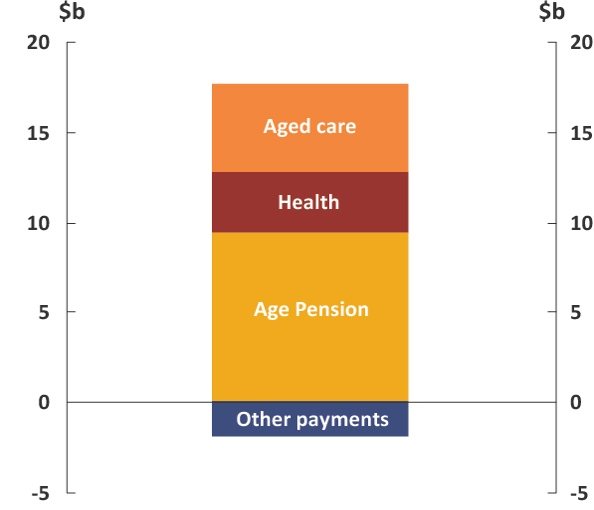 $b $b
20 20
Aged care
15 15
Health
10 10
Age Pension
5 5
0 0
Other payments
-5 -5